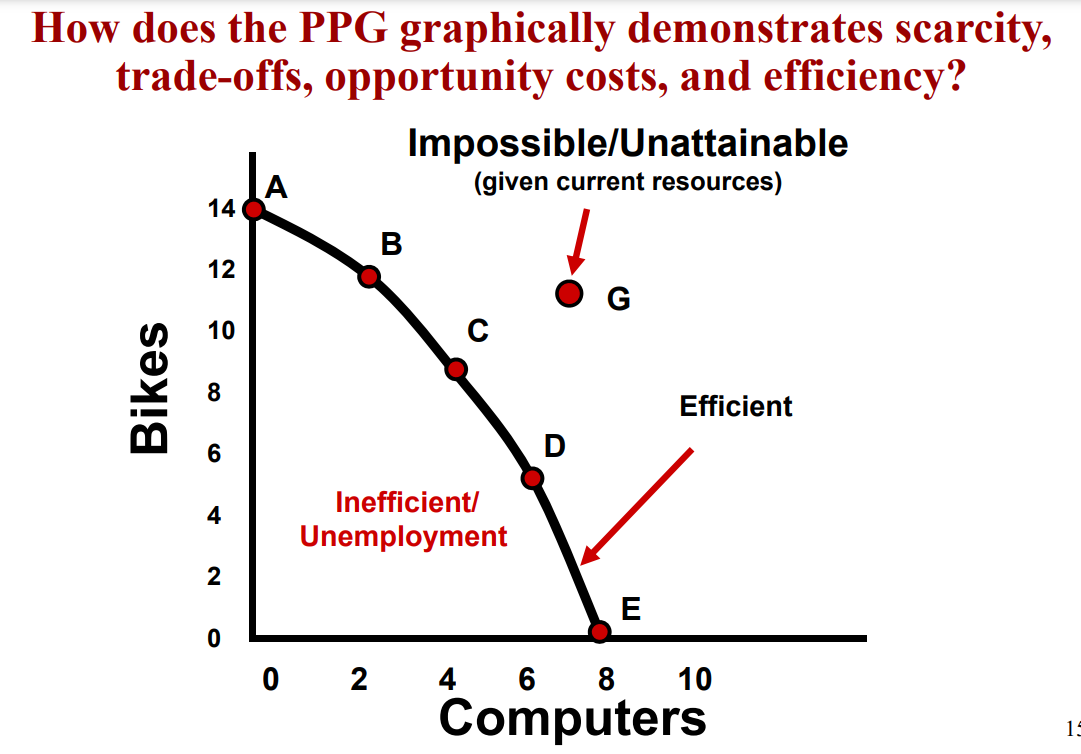 How does the PPG graphically demonstrates scarcity,
trade-offs, opportunity costs, and efficiency?
Impossible/Unattainable
(given current resources)
A
14
B
12
G
10
C
Bikes
8
Efficient
6
D
Inefficient/
4
Unemployment
2
E
0
0 2 4 6 8 10
Computers